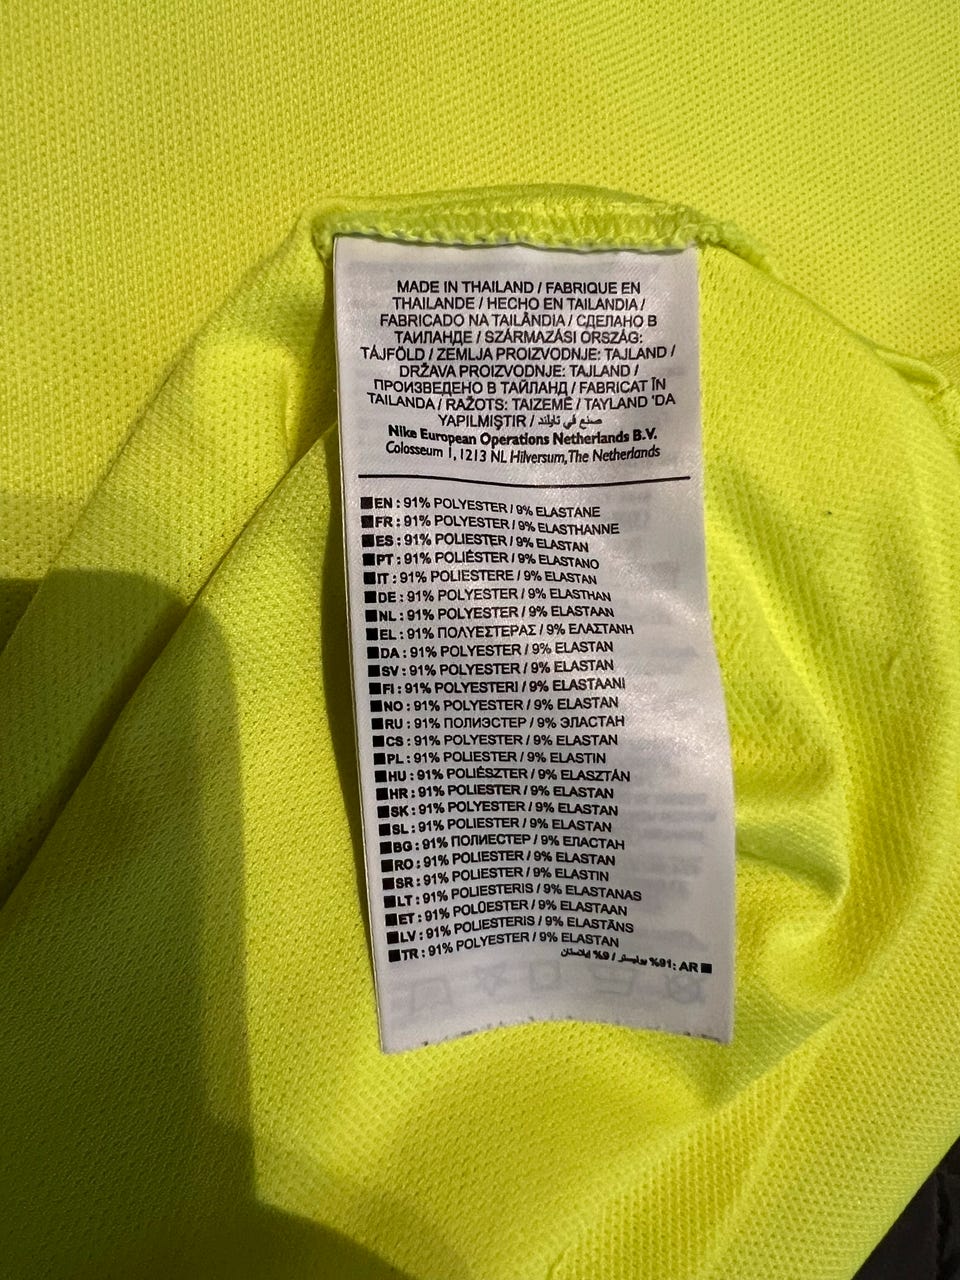 MADE IN THAILAND / FABRIQUE EN
THAILANDE / HECHO EN TAILANDIA /
FABRICADO NA TAILÂNDIA / СДЕЛАНО В
ТАИЛАНДЕ / SZÁRMAZÁSI ORSZÁG:
TÁJFÖLD / ZEMLJA PROIZVODNJE: TAJLAND /
DRŽAVA PROIZVODNJE: TAJLAND /
ПРОИЗВЕДЕНО В ТАЙЛАНД / FABRICAT ÎN
TAILANDA / RAŽOTS: TAIZEMĒ / TAYLAND 'DA
YAPILMIŞTIR / صنع في تاولند
Nike European Operations Netherlands B.V.
Colosseum 1, 1213 NL Hilversum, The Netherlands
EN : 91% POLYESTER / 9% ELASTANE
FR : 91% POLYESTER / 9% ELASTHANNE
ES : 91% POLIESTER / 9% ELASTAN
PT : 91% POLIÉSTER / 9% ELASTANO
IT : 91% POLIESTERE / 9% ELASTAN
DE : 91% POLYESTER / 9% ELASTHAN
NL : 91% POLYESTER / 9% ELASTAAN
EL : 91% ΠΟΛΥΕΣΤΕΡΑΣ / 9% ΕΛΑΣΤΑΝΗ
DA : 91% POLYESTER / 9% ELASTAN
SV : 91% POLYESTER / 9% ELASTAN
FI : 91% POLYESTERI / 9% ELASTAANI
NO : 91% POLYESTER / 9% ELASTAN
RU : 91% ПОЛИЭСТЕР / 9% ЭЛАСТАН
CS : 91% POLYESTER / 9% ELASTAN
PL : 91% POLIESTER / 9% ELASTIN
HU : 91% POLIÉSZTER / 9% ELASZTÁN
HR : 91% POLIESTER / 9% ELASTAN
SK : 91% POLYESTER / 9% ELASTAN
SL : 91% POLIESTER / 9% ELASTAN
BG : 91% ПОЛИЕСТЕР / 9% ЕЛАСТАН
RO : 91% POLIESTER / 9% ELASTAN
SR : 91% POLIESTER / 9% ELASTIN
LT : 91% POLIESTERIS / 9% ELASTANAS
ET : 91% POLÜESTER / 9% ELASTAAN
LV : 91% POLIESTERIS / 9% ELASTĀNS
TR : 91% POLYESTER / 9% ELASTAN
AR :91% بوليستر / 9% إيلاستان